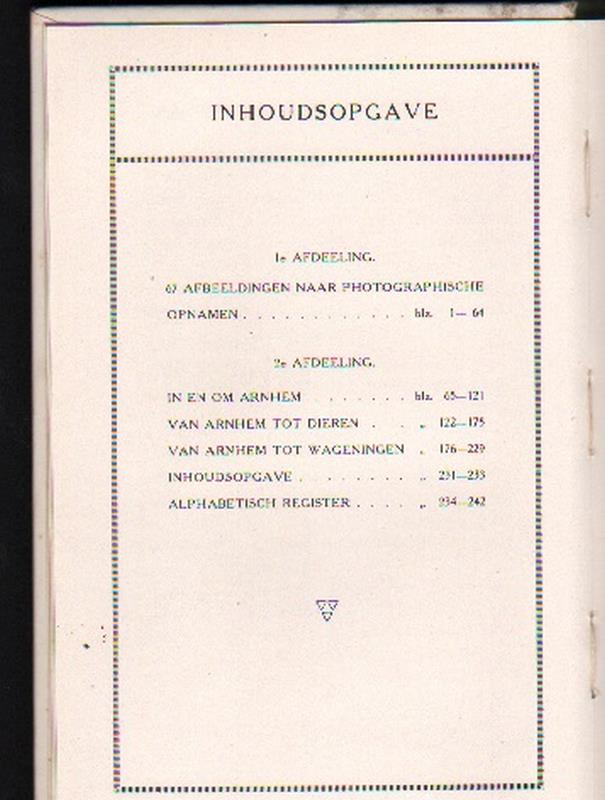 INHOUDSOPGAVE
1e AFDEELING.
67 AFBEELDINGEN NAAR PHOTOGRAPHISCHE
OPNAMEN . . . . . . . . . . . . . blz. 1— 64
2e AFDEELING.
IN EN OM ARNHEM . . . . . . . blz. 65—121
VAN ARNHEM TOT DIEREN . . . „ 122—175
VAN ARNHEM TOT WAGENINGEN „ 176—229
INHOUDSOPGAVE . . . . . . . . . „ 231—233
ALPHABETISCH REGISTER . . . . „ 234—242